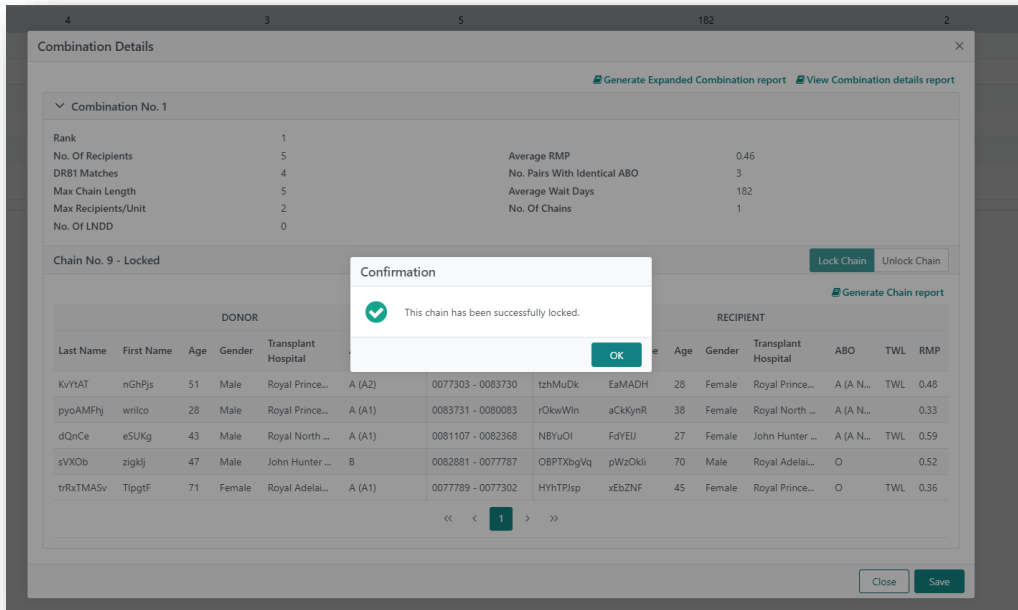 4 3 5 182 2
Combination Details
Generate Expanded Combination report View Combination details report
Combination No. 1
Rank 1
No. Of Recipients 5 Average RMP 0.46
DRB1 Matches 4 No. Pairs With Identical ABO 3
Max Chain Length 5 Average Wait Days 182
Max Recipients/Unit 2 No. Of Chains 1
No. Of LNDD 0
Chain No. 9 - Locked Lock Chain Unlock Chain
Confirmation
This chain has been successfully locked.
OK
Generate Chain report
DONOR RECIPIENT
Last Name First Name Age Gender Transplant Hospital Age Gender Transplant Hospital ABO TWL RMP
KvYtAT nGhPjs 51 Male Royal Prince... A (A2) 0077303 - 0083730 tzhMuDk EaMADH 28 Female Royal Prince... A (A N... TWL 0.48
pyoAMFhj wrilco 28 Male Royal Prince... A (A1) 0083731 - 0080083 rOkwWln aCkKynR 38 Female Royal North ... A (A N... 0.33
dQnCe eSUKg 43 Male Royal North ... A (A1) 0081107 - 0082368 NBYuOl FdYEIJ 27 Female John Hunter ... A (A N... TWL 0.59
sVXOb zigklj 47 Male John Hunter ... B 0082881 - 0077787 OBPTXbgVq pWzOkli 70 Male Royal Adelai... O 0.52
trRxTMASv TlpgtF 71 Female Royal Adelai... A (A1) 0077789 - 0077302 HYhTPJsp xEbZNF 45 Female Royal Prince... O TWL 0.36
1
Close Save